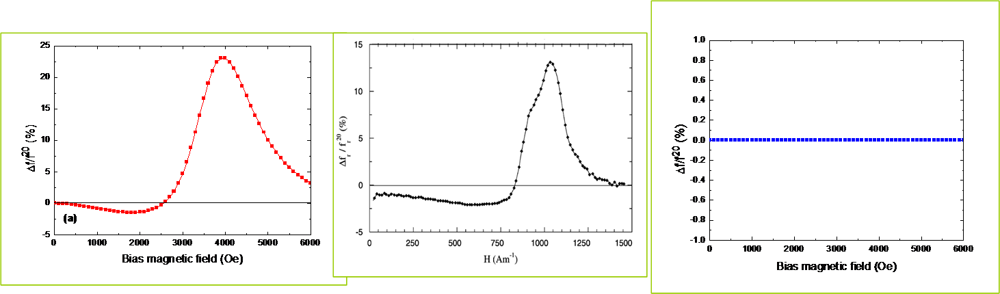 25
20
15
10
5
0
-5
Δf/f²⁰ (%)
(a)
0 1000 2000 3000 4000 5000 6000
Bias magnetic field (Oe)
15
10
5
0
-5
Δfᵣ / fᵣ²⁰ (%)
0 250 500 750 1000 1250 1500
H (Am⁻¹)
1.0
0.8
0.6
0.4
0.2
0.0
-0.2
-0.4
-0.6
-0.8
-1.0
Δf/f²⁰ (%)
0 1000 2000 3000 4000 5000 6000
Bias magnetic field (Oe)